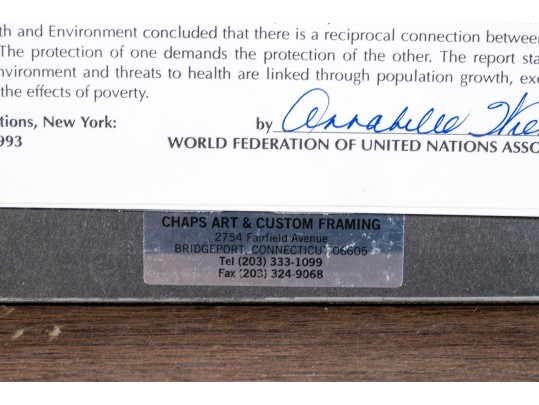 th and Environment concluded that there is a reciprocal connection betwee
The protection of one demands the protection of the other. The report sta
nvironment and threats to health are linked through population growth, exc
the effects of poverty.
tions, New York:
993
by Annabelle Wie
WORLD FEDERATION OF UNITED NATIONS ASSO
CHAPS ART & CUSTOM FRAMING
2754 Fairfield Avenue
BRIDGEPORT, CONNECTICU 06605
Tel (203) 333-1099
Fax (203) 324-9068